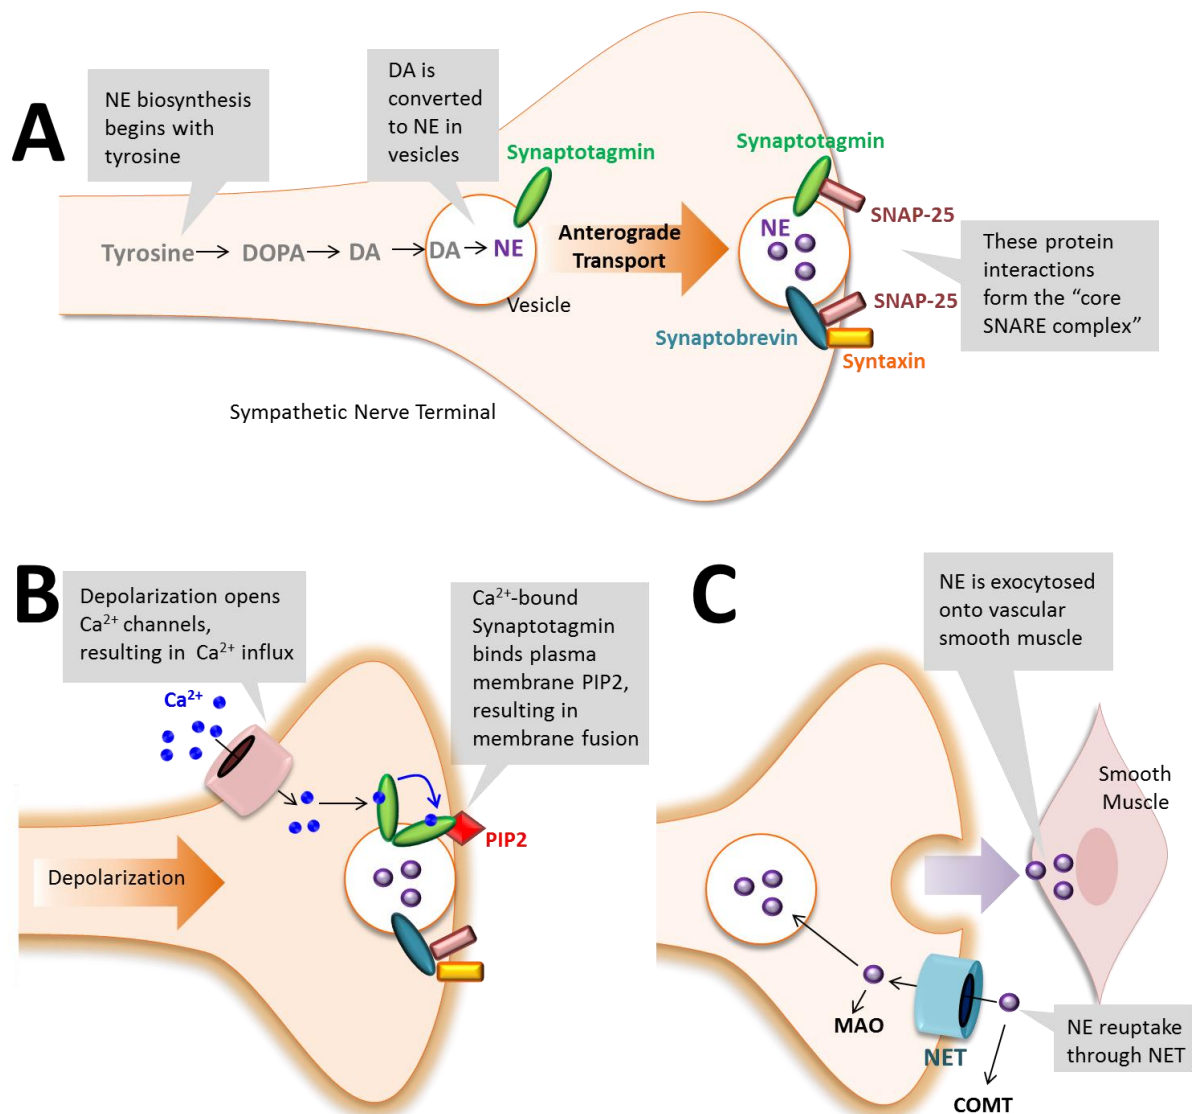 A
NE biosynthesis
begins with
tyrosine
DA is
converted
to NE in
vesicles
Synaptotagmin
Synaptotagmin
SNAP-25
Tyrosine
DOPA
DA
DA
NE
Vesicle
Anterograde
Transport
NE
SNAP-25
Synaptobrevin
Syntaxin
These protein
interactions
form the “core
SNARE complex”
Sympathetic Nerve Terminal
B
Depolarization opens
Ca²⁺ channels,
resulting in Ca²⁺ influx
Ca²⁺-bound
Synaptotagmin
binds plasma
membrane PIP2,
resulting in
membrane fusion
Ca²⁺
PIP2
Depolarization
C
NE is exocytosed
onto vascular
smooth muscle
Smooth
Muscle
MAO
NET
COMT
NE reuptake
through NET